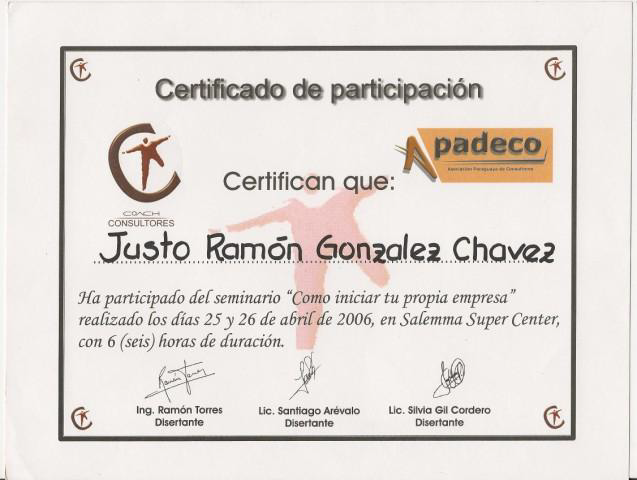 Certificado de participación
COACH
CONSULTORES
Apadeco
Asociación Paraguaya de Consultores
Certifican que:
Justo Ramón Gonzalez Chavez
Ha participado del seminario “Como iniciar tu propia empresa”
realizado los días 25 y 26 de abril de 2006, en Salemma Super Center,
con 6 (seis) horas de duración.
Ing. Ramón Torres
Disertante
Lic. Santiago Arévalo
Disertante
Lic. Silvia Gil Cordero
Disertante